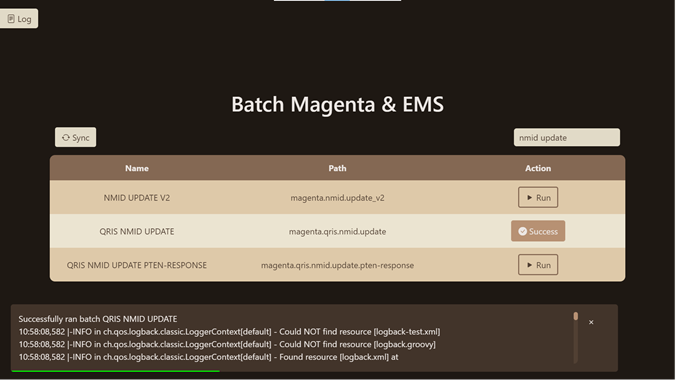 Log
Batch Magenta & EMS
Sync
nmid update
Name Path Action
NMID UPDATE V2 magenta.nmid.update_v2 Run
QRIS NMID UPDATE magenta.qris.nmid.update Success
QRIS NMID UPDATE PTEN-RESPONSE magenta.qris.nmid.update.pten-response Run
Successfully ran batch QRIS NMID UPDATE
10:58:08,582 |-INFO in ch.qos.logback.classic.LoggerContext[default] - Could NOT find resource [logback-test.xml]
10:58:08,582 |-INFO in ch.qos.logback.classic.LoggerContext[default] - Could NOT find resource [logback.groovy]
10:58:08,582 |-INFO in ch.qos.logback.classic.LoggerContext[default] - Found resource [logback.xml] at